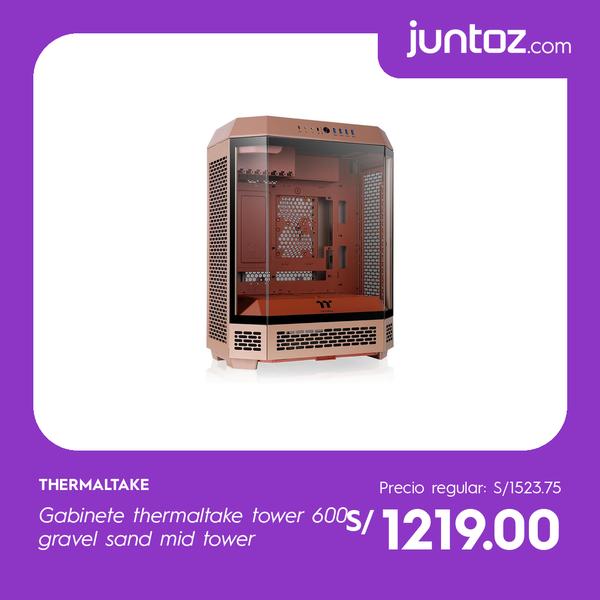 juntoz.com
THERMALTAKE
Gabinete thermaltake tower 600
gravel sand mid tower
Precio regular: S/1523.75
S/ 1219.00